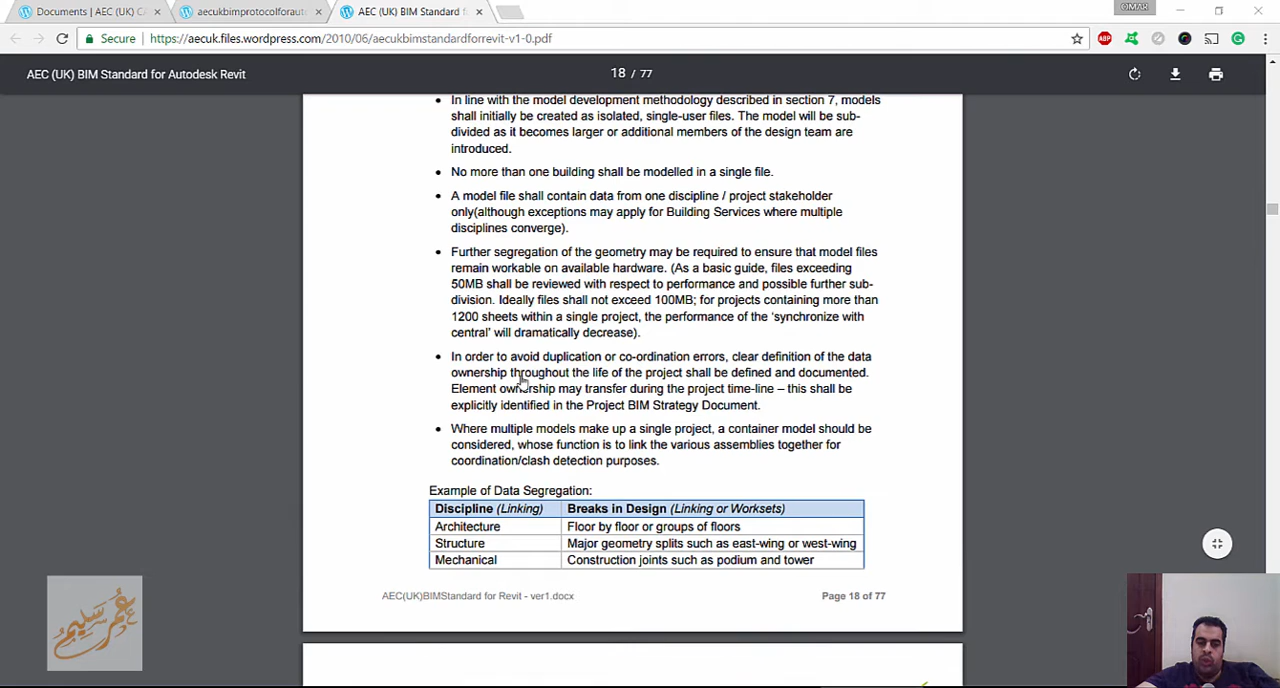 Documents | AEC (UK) C
aecukbimprotocolforaut
AEC (UK) BIM Standard f
OMAR
Secure
https://aecuk.files.wordpress.com/2010/06/aecukbimstandardforrevit-v1-0.pdf
ABP
AEC (UK) BIM Standard for Autodesk Revit
18 / 77
• In line with the model development methodology described in section 7, models
shall initially be created as isolated, single-user files. The model will be sub-
divided as it becomes larger or additional members of the design team are
introduced.
• No more than one building shall be modelled in a single file.
• A model file shall contain data from one discipline / project stakeholder
only(although exceptions may apply for Building Services where multiple
disciplines converge).
• Further segregation of the geometry may be required to ensure that model files
remain workable on available hardware. (As a basic guide, files exceeding
50MB shall be reviewed with respect to performance and possible further sub-
division. Ideally files shall not exceed 100MB; for projects containing more than
1200 sheets within a single project, the performance of the ‘synchronize with
central’ will dramatically decrease).
• In order to avoid duplication or co-ordination errors, clear definition of the data
ownership throughout the life of the project shall be defined and documented.
Element ownership may transfer during the project time-line – this shall be
explicitly identified in the Project BIM Strategy Document.
• Where multiple models make up a single project, a container model should be
considered, whose function is to link the various assemblies together for
coordination/clash detection purposes.
Example of Data Segregation:
Discipline (Linking) Breaks in Design (Linking or Worksets)
Architecture Floor by floor or groups of floors
Structure Major geometry splits such as east-wing or west-wing
Mechanical Construction joints such as podium and tower
AEC(UK)BIMStandard for Revit - ver1.docx Page 18 of 77
عمر سليم